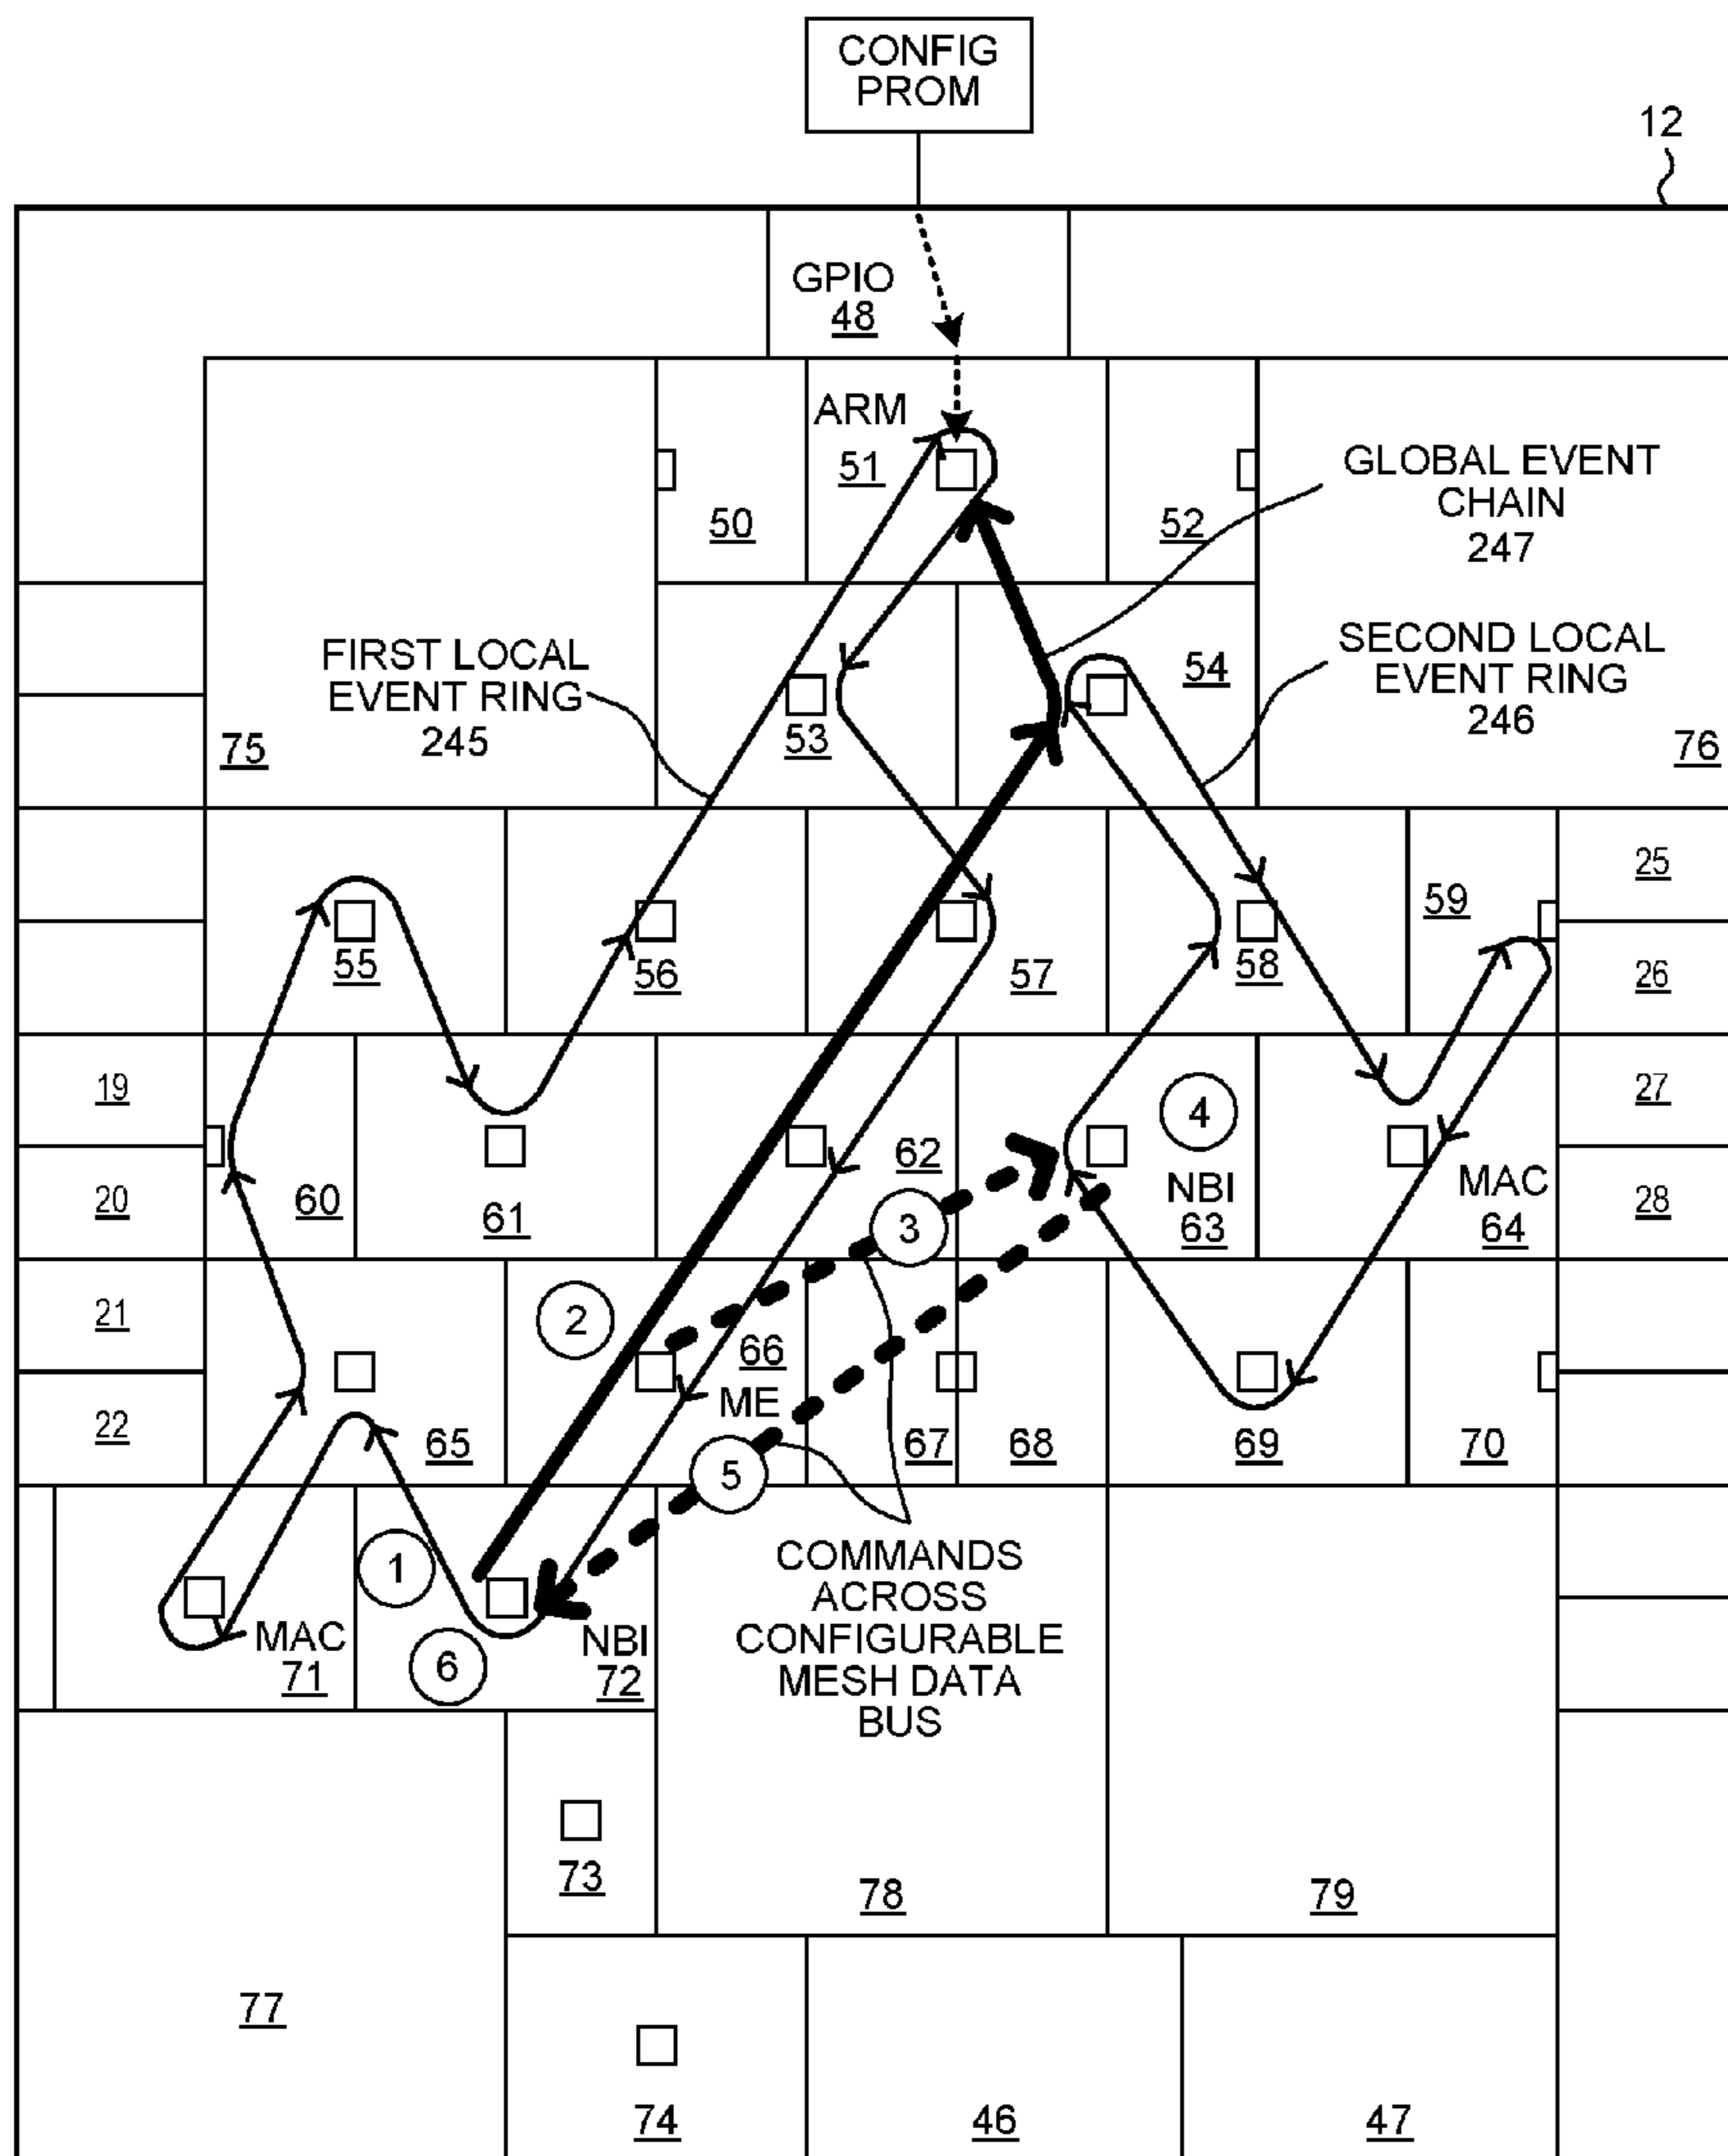 CONFIG
PROM
12
GPIO
48
ARM
51
50
52
GLOBAL EVENT
CHAIN
247
FIRST LOCAL
EVENT RING
245
SECOND LOCAL
EVENT RING
246
53
54
75
76
55
56
57
58
59
25
26
19
20
60
61
62
3
4
NBI
63
MAC
64
27
28
21
22
2
65
66
ME
67
68
69
70
5
1
6
MAC
71
NBI
72
COMMANDS
ACROSS
CONFIGURABLE
MESH DATA
BUS
73
78
79
77
74
46
47